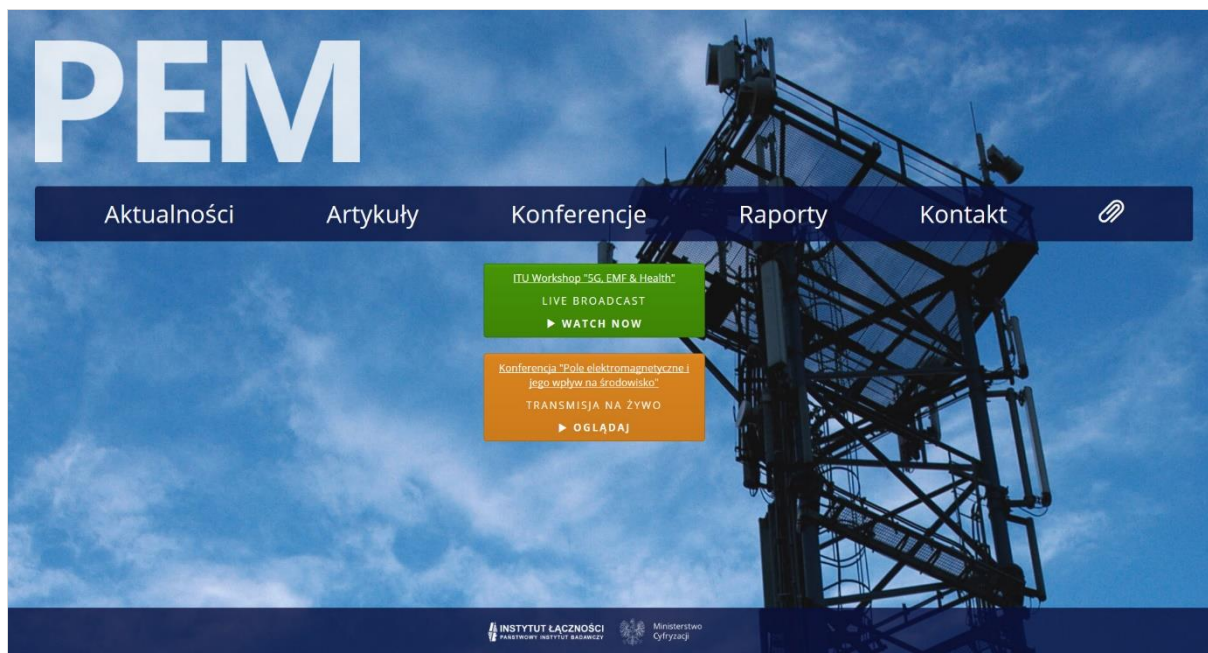 PEM
Aktualności Artykuły Konferencje Raporty Kontakt
ITU Workshop "5G, EMF & Health"
LIVE BROADCAST
▶ WATCH NOW
Konferencja "Pole elektromagnetyczne i
jego wpływ na środowisko"
TRANSMISJA NA ŻYWO
▶ OGLĄDAJ
INSTYTUT ŁĄCZNOŚCI
PAŃSTWOWY INSTYTUT BADAWCZY
Ministerstwo
Cyfryzacji